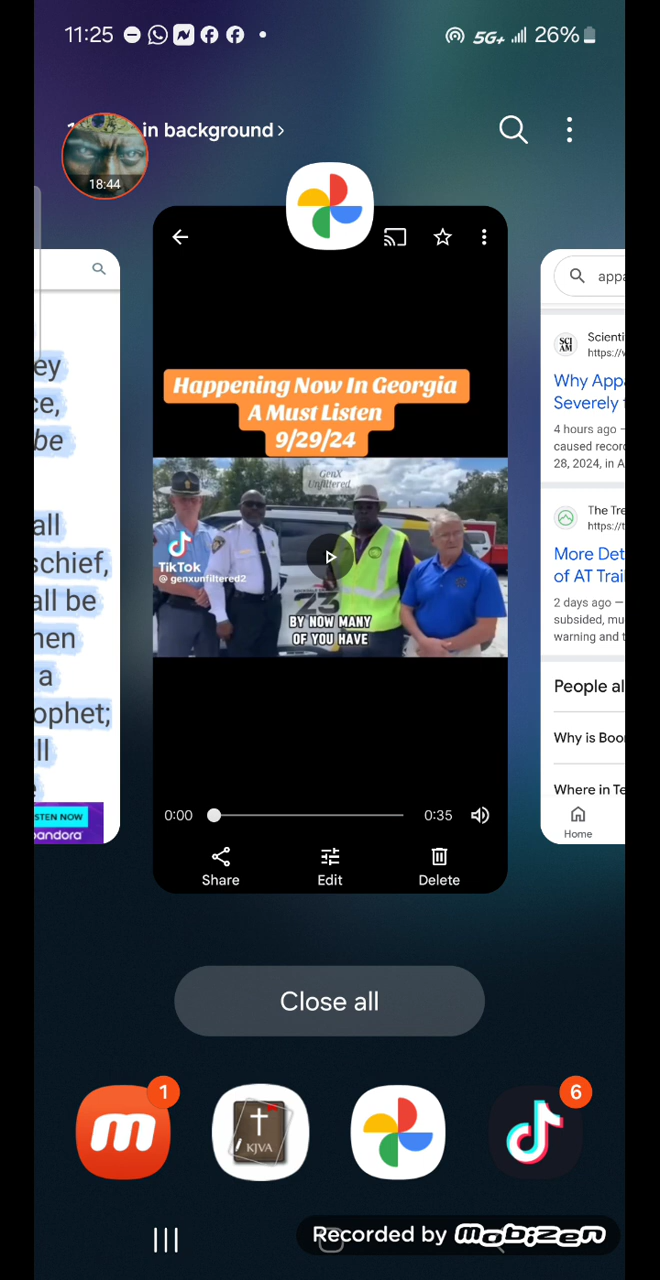 11:25
5G+
26%
in background >
18:44
Happening Now In Georgia
A Must Listen
9/29/24
GenX
Unfiltered
TikTok
@ genxunfiltered2
23
BY NOW MANY
OF YOU HAVE
0:00
0:35
Share
Edit
Delete
ey
ce,
be
all
schief,
all be
hen
a
ophet;
ll
STEN NOW
pandora
appa
SCI
AM
Scienti
https://w
Why Appa
Severely
4 hours ago —
caused recor
28, 2024, in A
The Tre
https://t
More Det
of AT Trai
2 days ago —
subsided, mu
warning and t
People al
Why is Boo
Where in Te
Home
Close all
1
m
KJVA
6
Recorded by mobizen